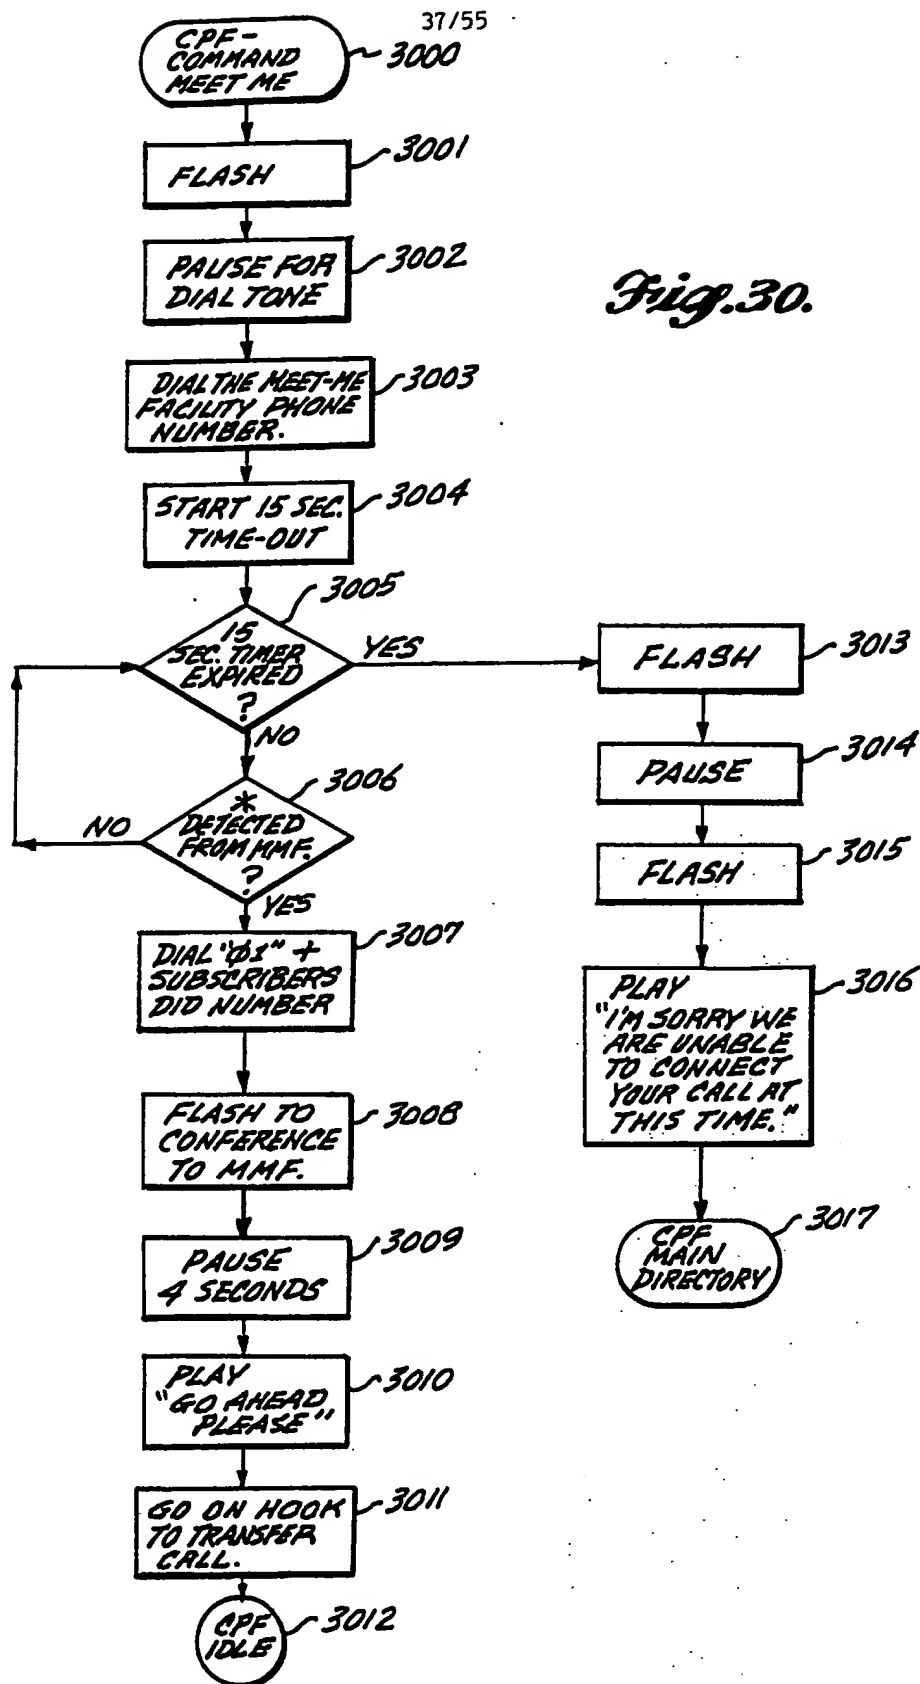 37/55
CPF-
COMMAND
MEET ME
3000
FLASH
3001
PAUSE FOR
DIAL TONE
3002
Fig. 30.
DIAL THE MEET-ME
FACILITY PHONE
NUMBER.
3003
START 15 SEC.
TIME-OUT
3004
15
SEC. TIMER
EXPIRED
?
3005
YES
NO
*
DETECTED
FROM MMF.
?
3006
NO
YES
DIAL "Ø1" +
SUBSCRIBERS
DID NUMBER
3007
FLASH TO
CONFERENCE
TO MMF.
3008
PAUSE
4 SECONDS
3009
PLAY
"GO AHEAD
PLEASE"
3010
GO ON HOOK
TO TRANSFER
CALL.
3011
CPF
IDLE
3012
FLASH
3013
PAUSE
3014
FLASH
3015
PLAY
"I'M SORRY WE
ARE UNABLE
TO CONNECT
YOUR CALL AT
THIS TIME."
3016
CPF
MAIN
DIRECTORY
3017